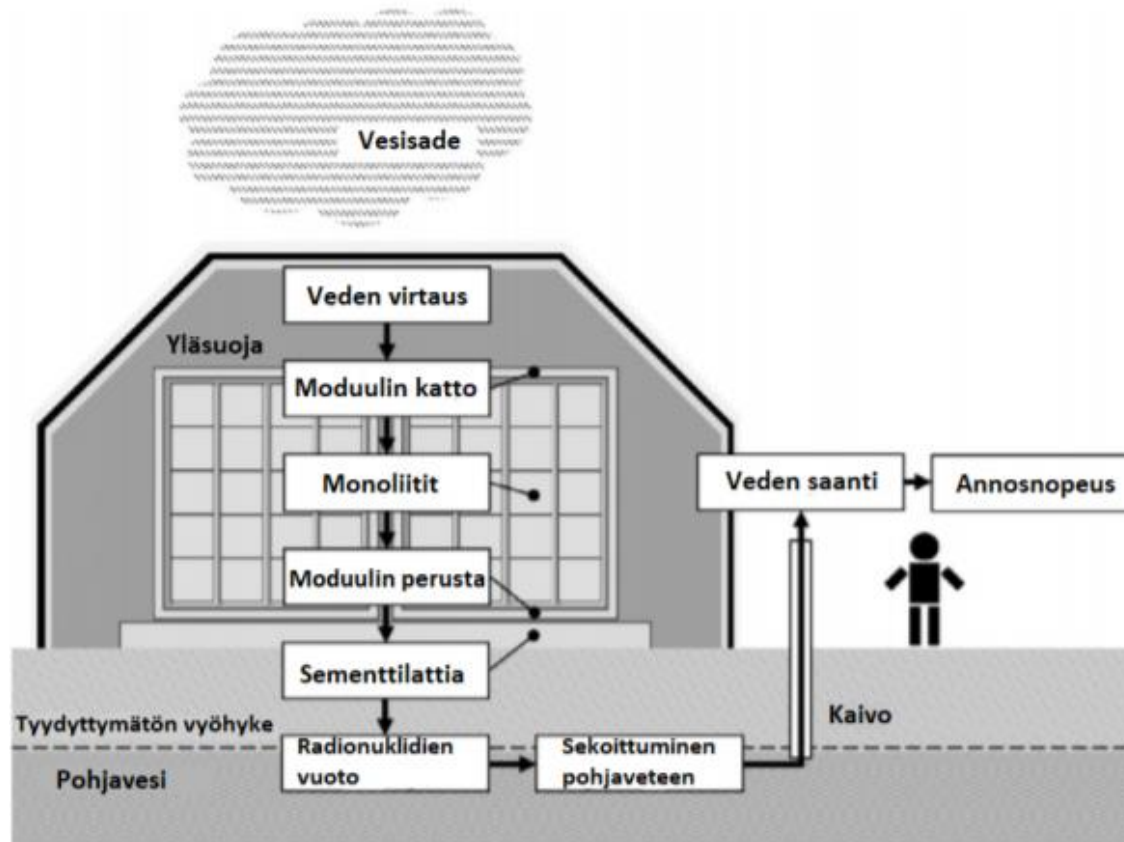 Vesisade
Veden virtaus
Yläsuoja
Moduulin katto
Monoliitit
Veden saanti
Annosnopeus
Moduulin perusta
Sementtilattia
Kaivo
Tyydyttymätön vyöhyke
Radionuklidien
vuoto
Sekoittuminen
pohjaveteen
Pohjavesi